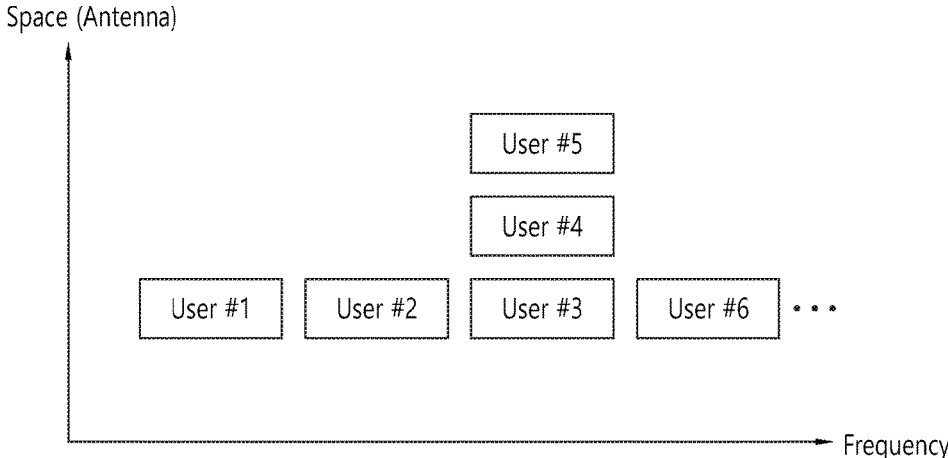 Space (Antenna)
User #5
User #4
User #1 User #2 User #3 User #6 •••
Frequency